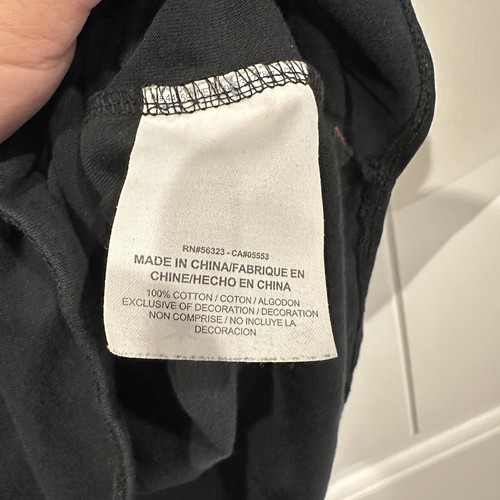 RN#56323 - CA#05553
MADE IN CHINA/FABRIQUE EN
CHINE/HECHO EN CHINA
100% COTTON / COTON / ALGODON
EXCLUSIVE OF DECORATION / DECORATION
NON COMPRISE / NO INCLUYE LA
DECORACION